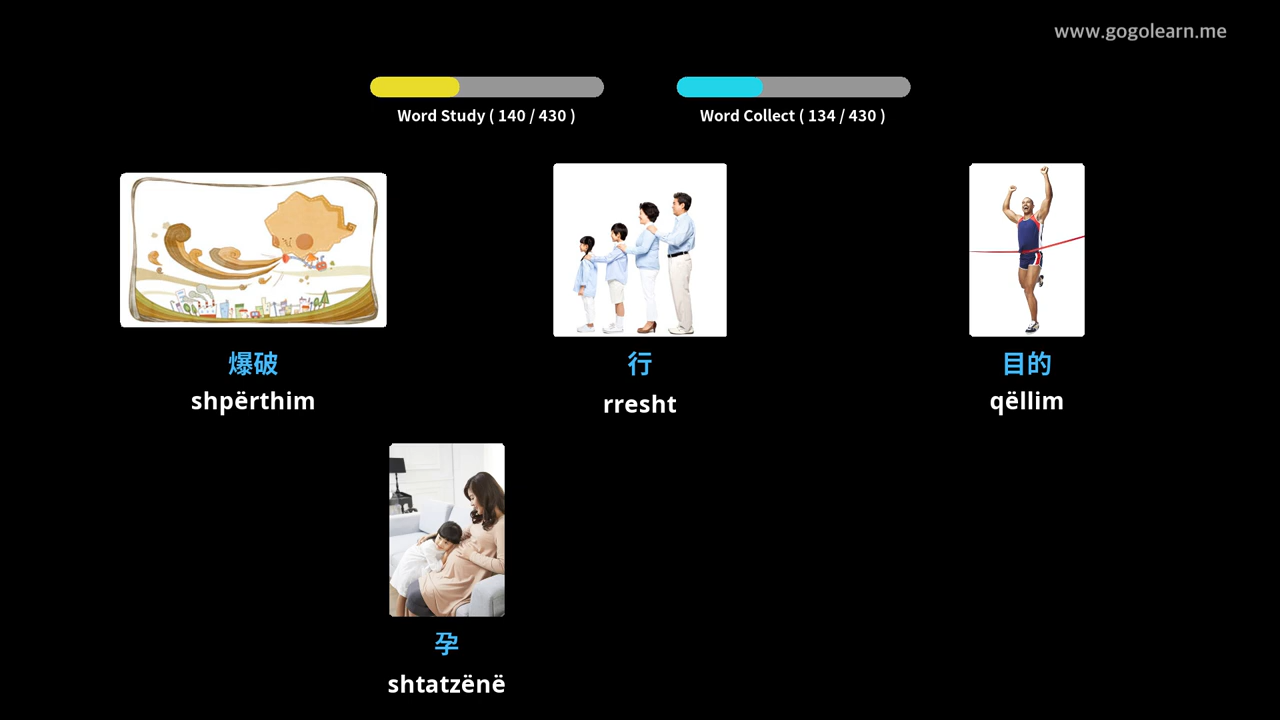 www.gogolearn.me
Word Study ( 140 / 430 )
Word Collect ( 134 / 430 )
爆破
shpërthim
行
rresht
目的
qëllim
孕
shtatzënë